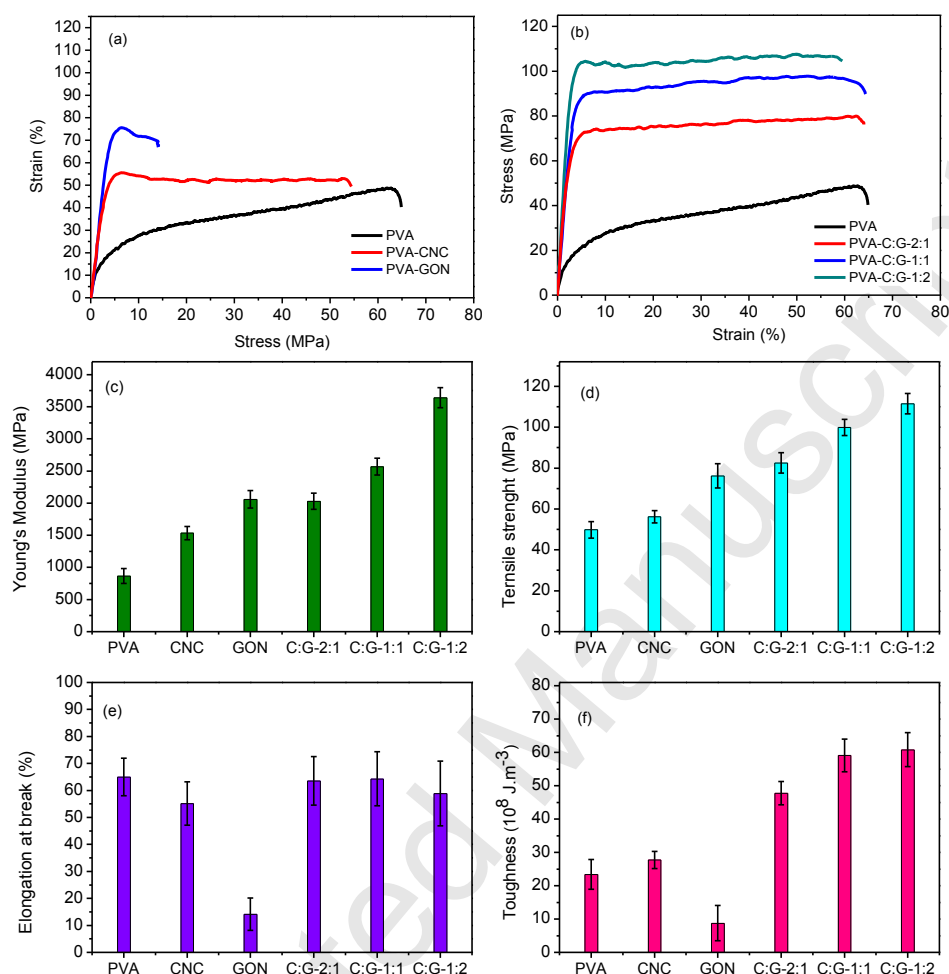 (a)
120
110
100
90
80
70
60
50
40
30
20
10
0
Strain (%)
PVA
PVA-CNC
PVA-GON
0 10 20 30 40 50 60 70 80
Stress (MPa)
(b)
120
100
80
60
40
20
0
Stress (MPa)
PVA
PVA-C:G-2:1
PVA-C:G-1:1
PVA-C:G-1:2
0 10 20 30 40 50 60 70 80
Strain (%)
(c)
4000
3500
3000
2500
2000
1500
1000
500
0
Young's Modulus (MPa)
PVA CNC GON C:G-2:1 C:G-1:1 C:G-1:2
(d)
120
100
80
60
40
20
0
Ternsile strenght (MPa)
PVA CNC GON C:G-2:1 C:G-1:1 C:G-1:2
(e)
100
90
80
70
60
50
40
30
20
10
0
Elongation at break (%)
PVA CNC GON C:G-2:1 C:G-1:1 C:G-1:2
(f)
80
70
60
50
40
30
20
10
0
Toughness (10⁸ J.m⁻³)
PVA CNC GON C:G-2:1 C:G-1:1 C:G-1:2
ted Manuscript